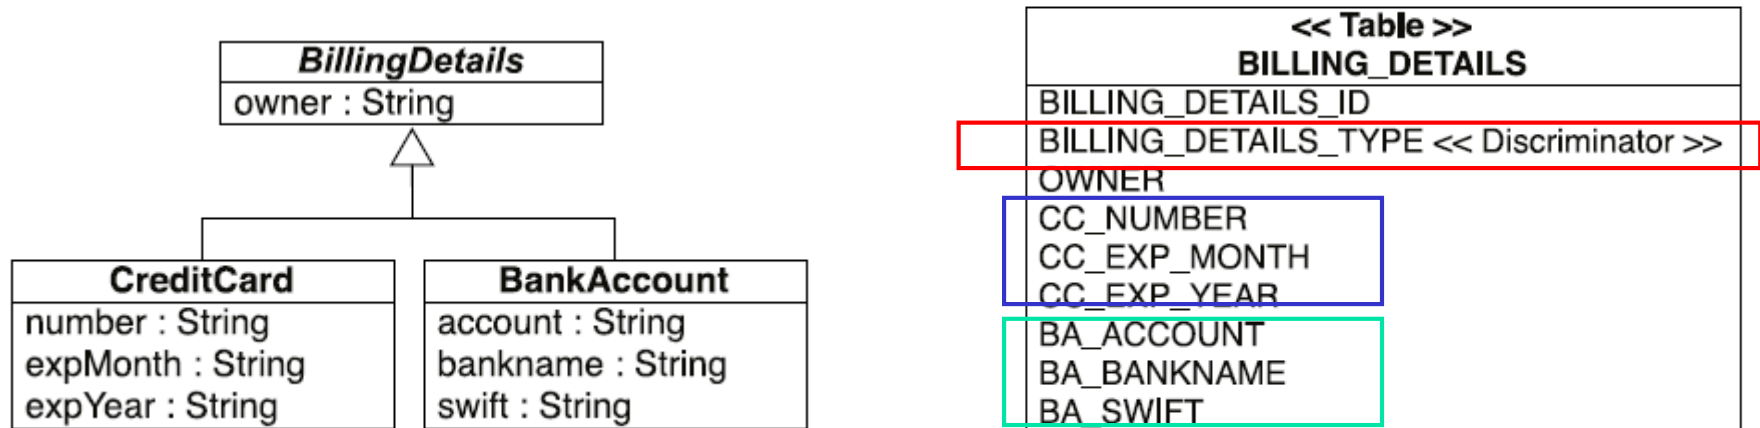 BillingDetails
owner : String
CreditCard
number : String
expMonth : String
expYear : String
BankAccount
account : String
bankname : String
swift : String
<< Table >>
BILLING_DETAILS
BILLING_DETAILS_ID
BILLING_DETAILS_TYPE << Discriminator >>
OWNER
CC_NUMBER
CC_EXP_MONTH
CC_EXP_YEAR
BA_ACCOUNT
BA_BANKNAME
BA_SWIFT